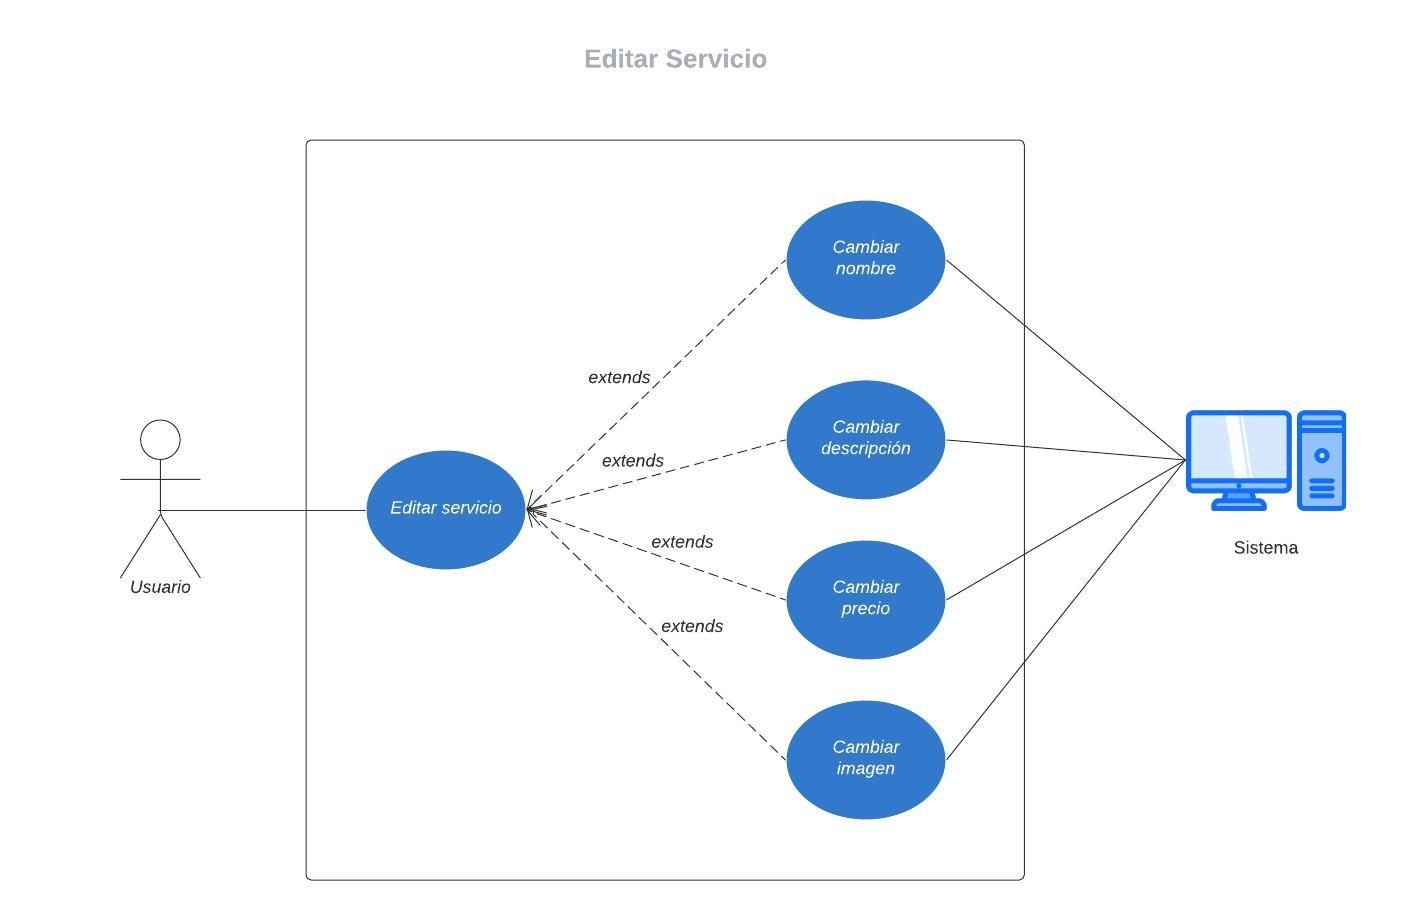 Editar Servicio
Cambiar
nombre
extends
Cambiar
descripción
extends
Editar servicio
extends
Sistema
Usuario
Cambiar
precio
extends
Cambiar
imagen